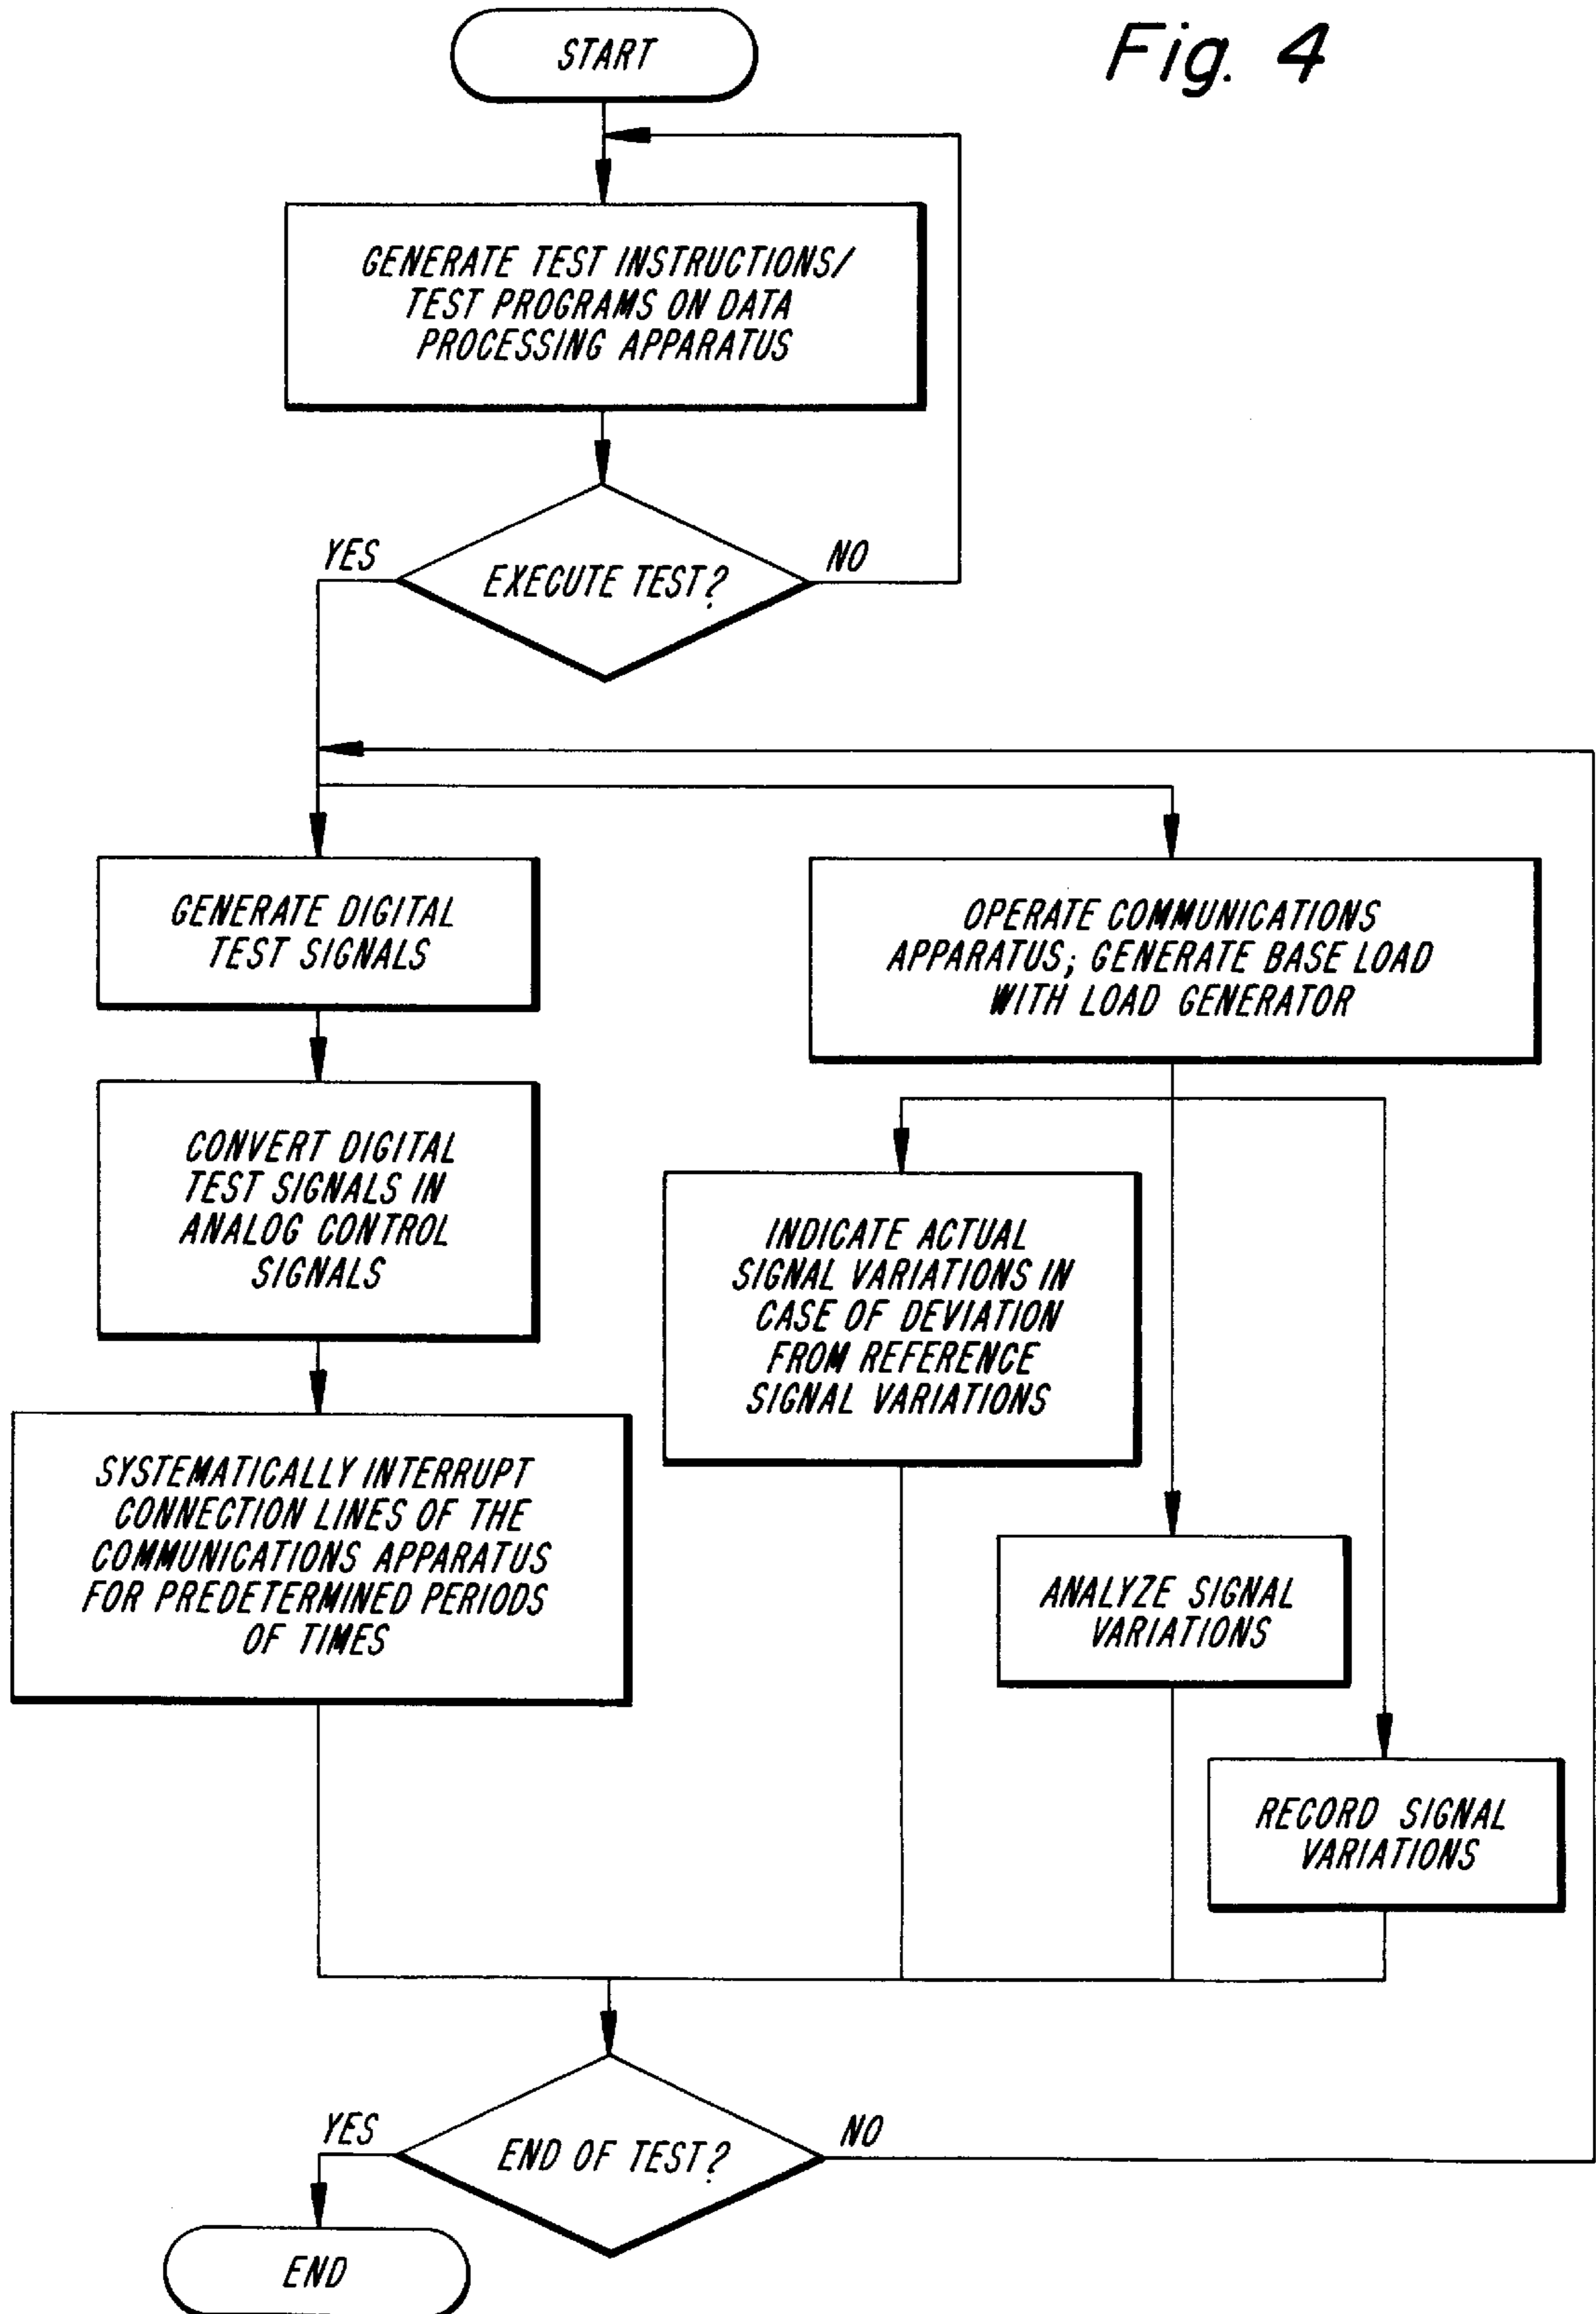 Fig. 4
START
GENERATE TEST INSTRUCTIONS/
TEST PROGRAMS ON DATA
PROCESSING APPARATUS
YES
NO
EXECUTE TEST?
GENERATE DIGITAL
TEST SIGNALS
OPERATE COMMUNICATIONS
APPARATUS; GENERATE BASE LOAD
WITH LOAD GENERATOR
CONVERT DIGITAL
TEST SIGNALS IN
ANALOG CONTROL
SIGNALS
INDICATE ACTUAL
SIGNAL VARIATIONS IN
CASE OF DEVIATION
FROM REFERENCE
SIGNAL VARIATIONS
SYSTEMATICALLY INTERRUPT
CONNECTION LINES OF THE
COMMUNICATIONS APPARATUS
FOR PREDETERMINED PERIODS
OF TIMES
ANALYZE SIGNAL
VARIATIONS
RECORD SIGNAL
VARIATIONS
YES
NO
END OF TEST?
END